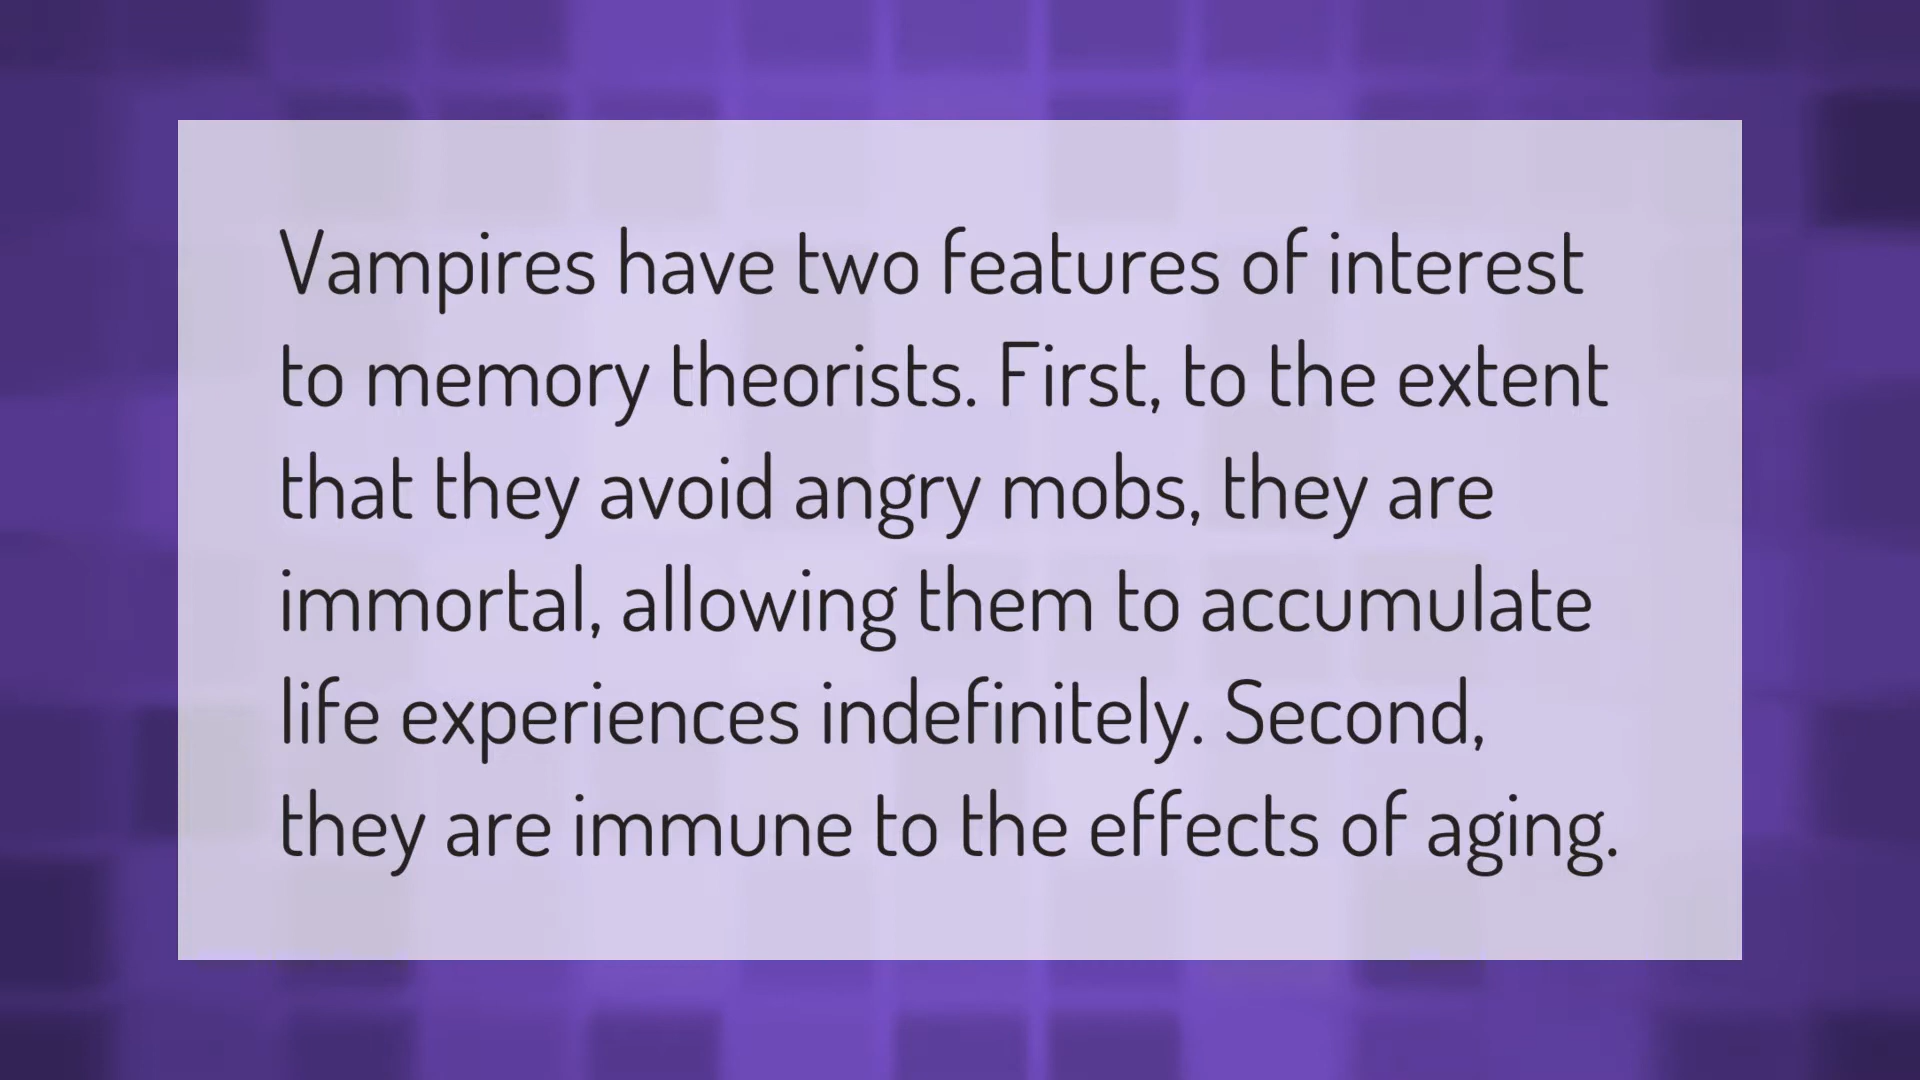 Vampires have two features of interest
to memory theorists. First, to the extent
that they avoid angry mobs, they are
immortal, allowing them to accumulate
life experiences indefinitely. Second,
they are immune to the effects of aging.